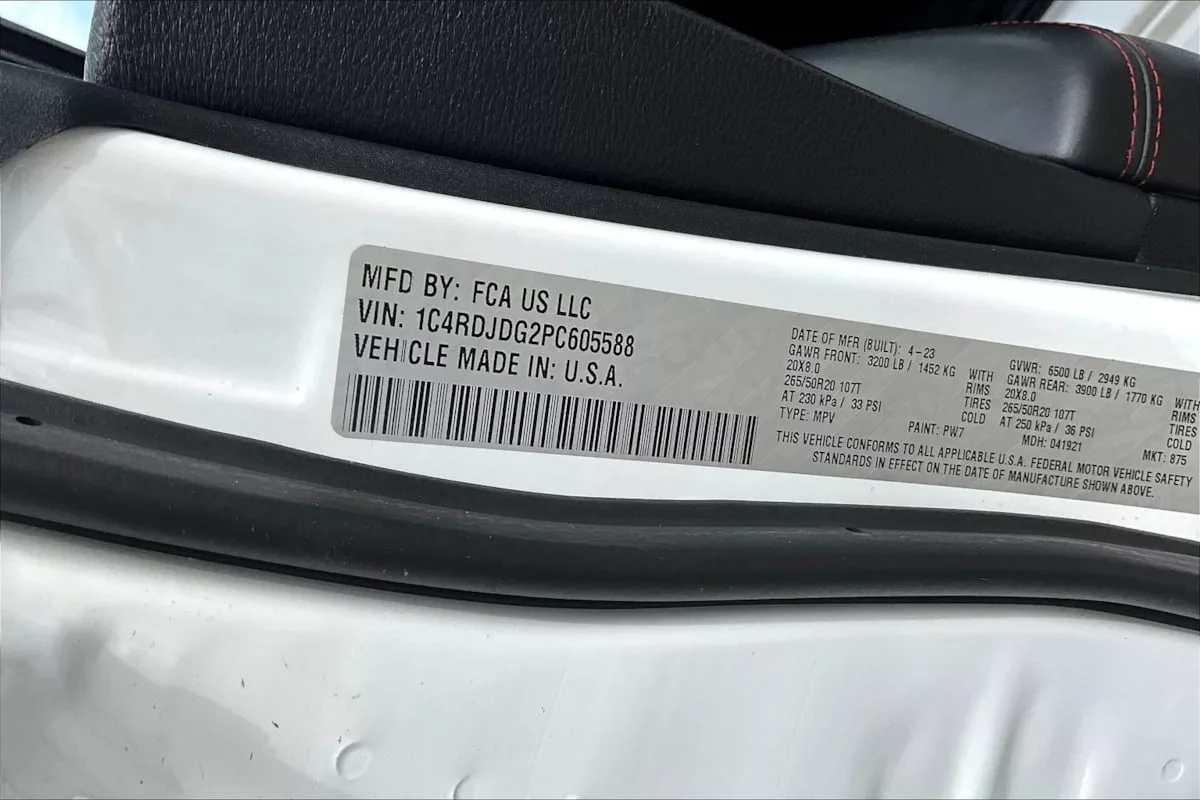 MFD BY: FCA US LLC
VIN: 1C4RDJDG2PC605588
VEHICLE MADE IN: U.S.A.
DATE OF MFR (BUILT): 4-23 GVWR: 6500 LB / 2949 KG
GAWR FRONT: 3200 LB / 1452 KG WITH GAWR REAR: 3900 LB / 1770 KG WITH
20X8.0 RIMS 20X8.0 RIMS
265/50R20 107T TIRES 265/50R20 107T TIRES
AT 230 kPa / 33 PSI COLD AT 250 kPa / 36 PSI COLD
TYPE: MPV PAINT: PW7 MDH: 041921 MKT: 875
THIS VEHICLE CONFORMS TO ALL APPLICABLE U.S.A. FEDERAL MOTOR VEHICLE SAFETY
STANDARDS IN EFFECT ON THE DATE OF MANUFACTURE SHOWN ABOVE.